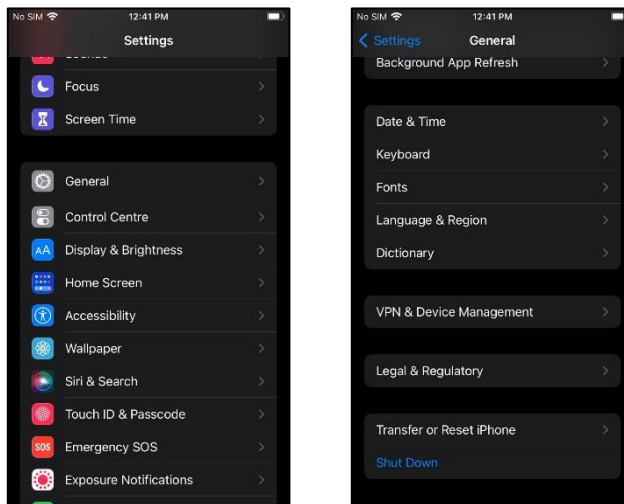 No SIM 12:41 PM
Settings
Sounds
Focus
Screen Time
General
Control Centre
AA Display & Brightness
Home Screen
Accessibility
Wallpaper
Siri & Search
Touch ID & Passcode
SOS Emergency SOS
Exposure Notifications
No SIM 12:41 PM
Settings General
Background App Refresh
Date & Time
Keyboard
Fonts
Language & Region
Dictionary
VPN & Device Management
Legal & Regulatory
Transfer or Reset iPhone
Shut Down